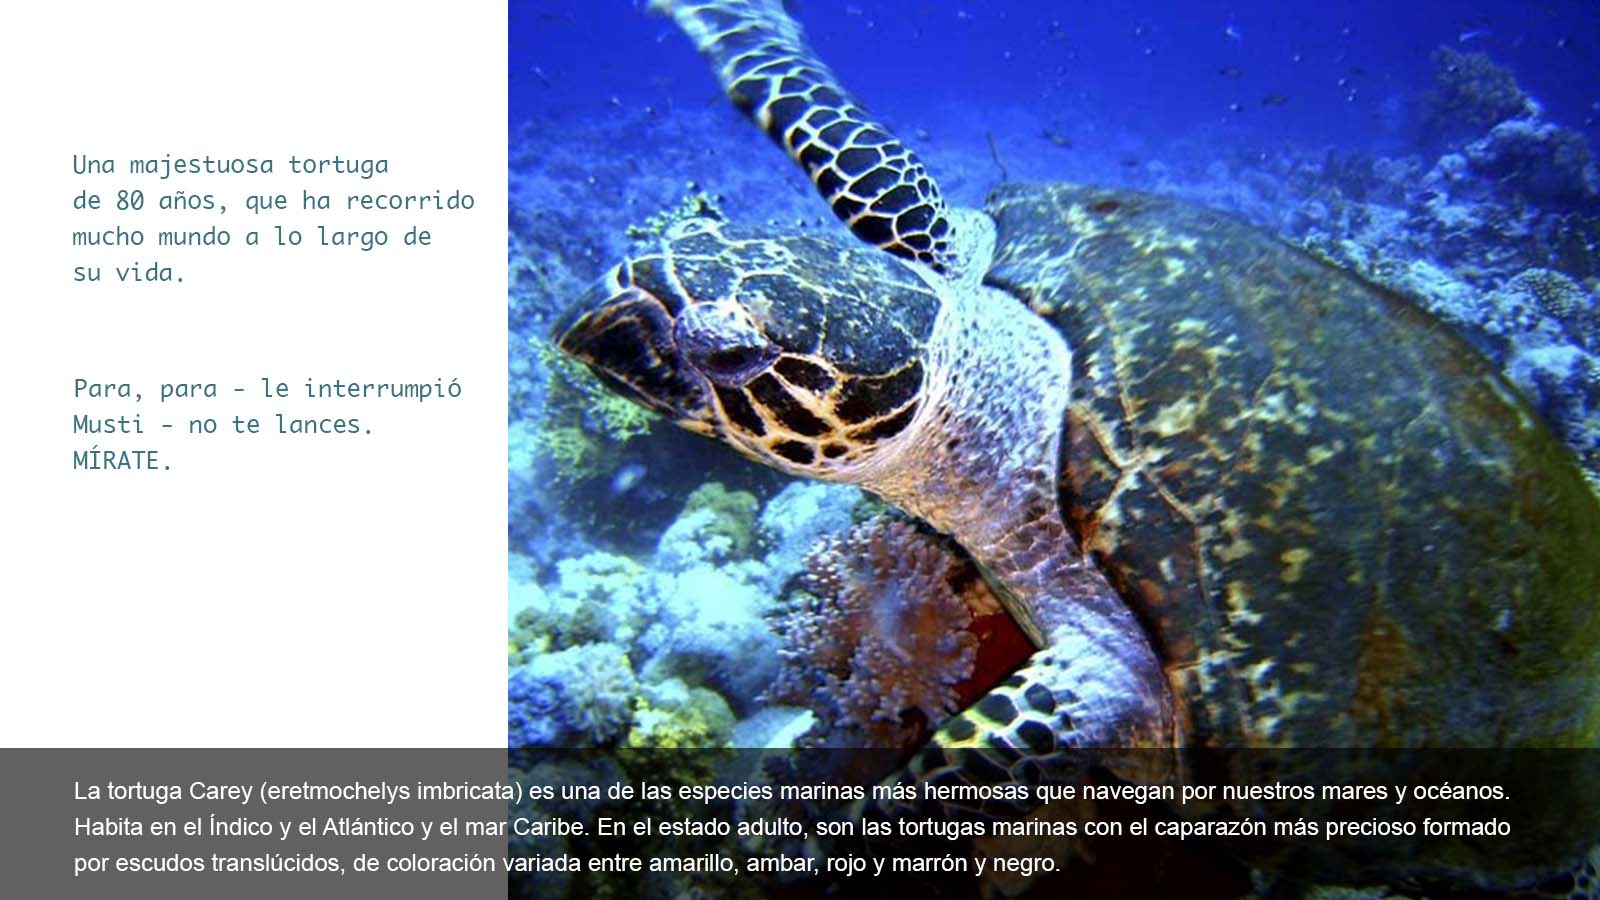 Una majestuosa tortuga
de 80 años, que ha recorrido
mucho mundo a lo largo de
su vida.
Para, para - le interrumpió
Musti - no te lances.
MÍRATE.
La tortuga Carey (eretmochelys imbricata) es una de las especies marinas más hermosas que navegan por nuestros mares y océanos.
Habita en el Índico y el Atlántico y el mar Caribe. En el estado adulto, son las tortugas marinas con el caparazón más precioso formado
por escudos translúcidos, de coloración variada entre amarillo, ambar, rojo y marrón y negro.